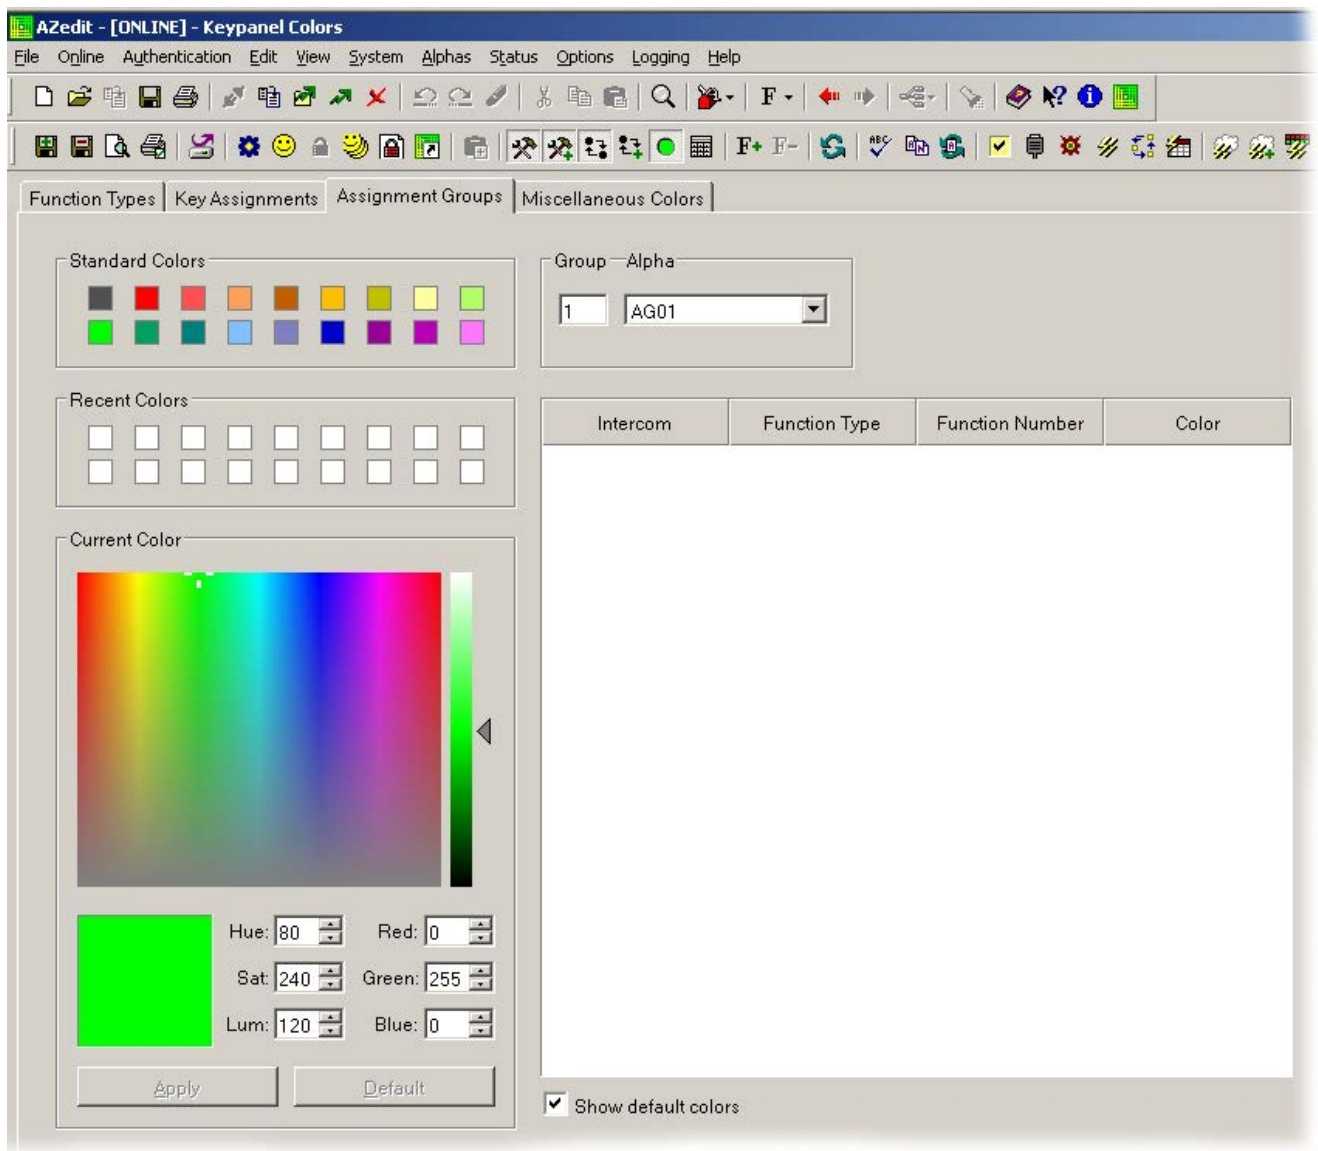 AZedit - [ONLINE] - Keypanel Colors
File Online Authentication Edit View System Alphas Status Options Logging Help
F
F+ F- ABC
Function Types Key Assignments Assignment Groups Miscellaneous Colors
Standard Colors
Group Alpha
1 AG01
Recent Colors
Intercom Function Type Function Number Color
Current Color
Hue: 80 Red: 0
Sat: 240 Green: 255
Lum: 120 Blue: 0
Apply Default
Show default colors